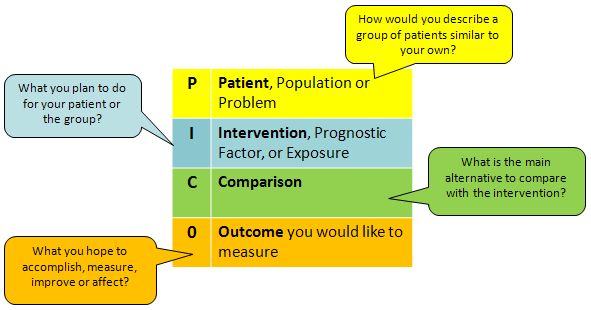 How would you describe a
group of patients similar to
your own?
What you plan to do
for your patient or
the group?
P Patient, Population or
Problem
I Intervention, Prognostic
Factor, or Exposure
What is the main
alternative to compare
with the intervention?
C Comparison
0 Outcome you would like to
measure
What you hope to
accomplish, measure,
improve or affect?